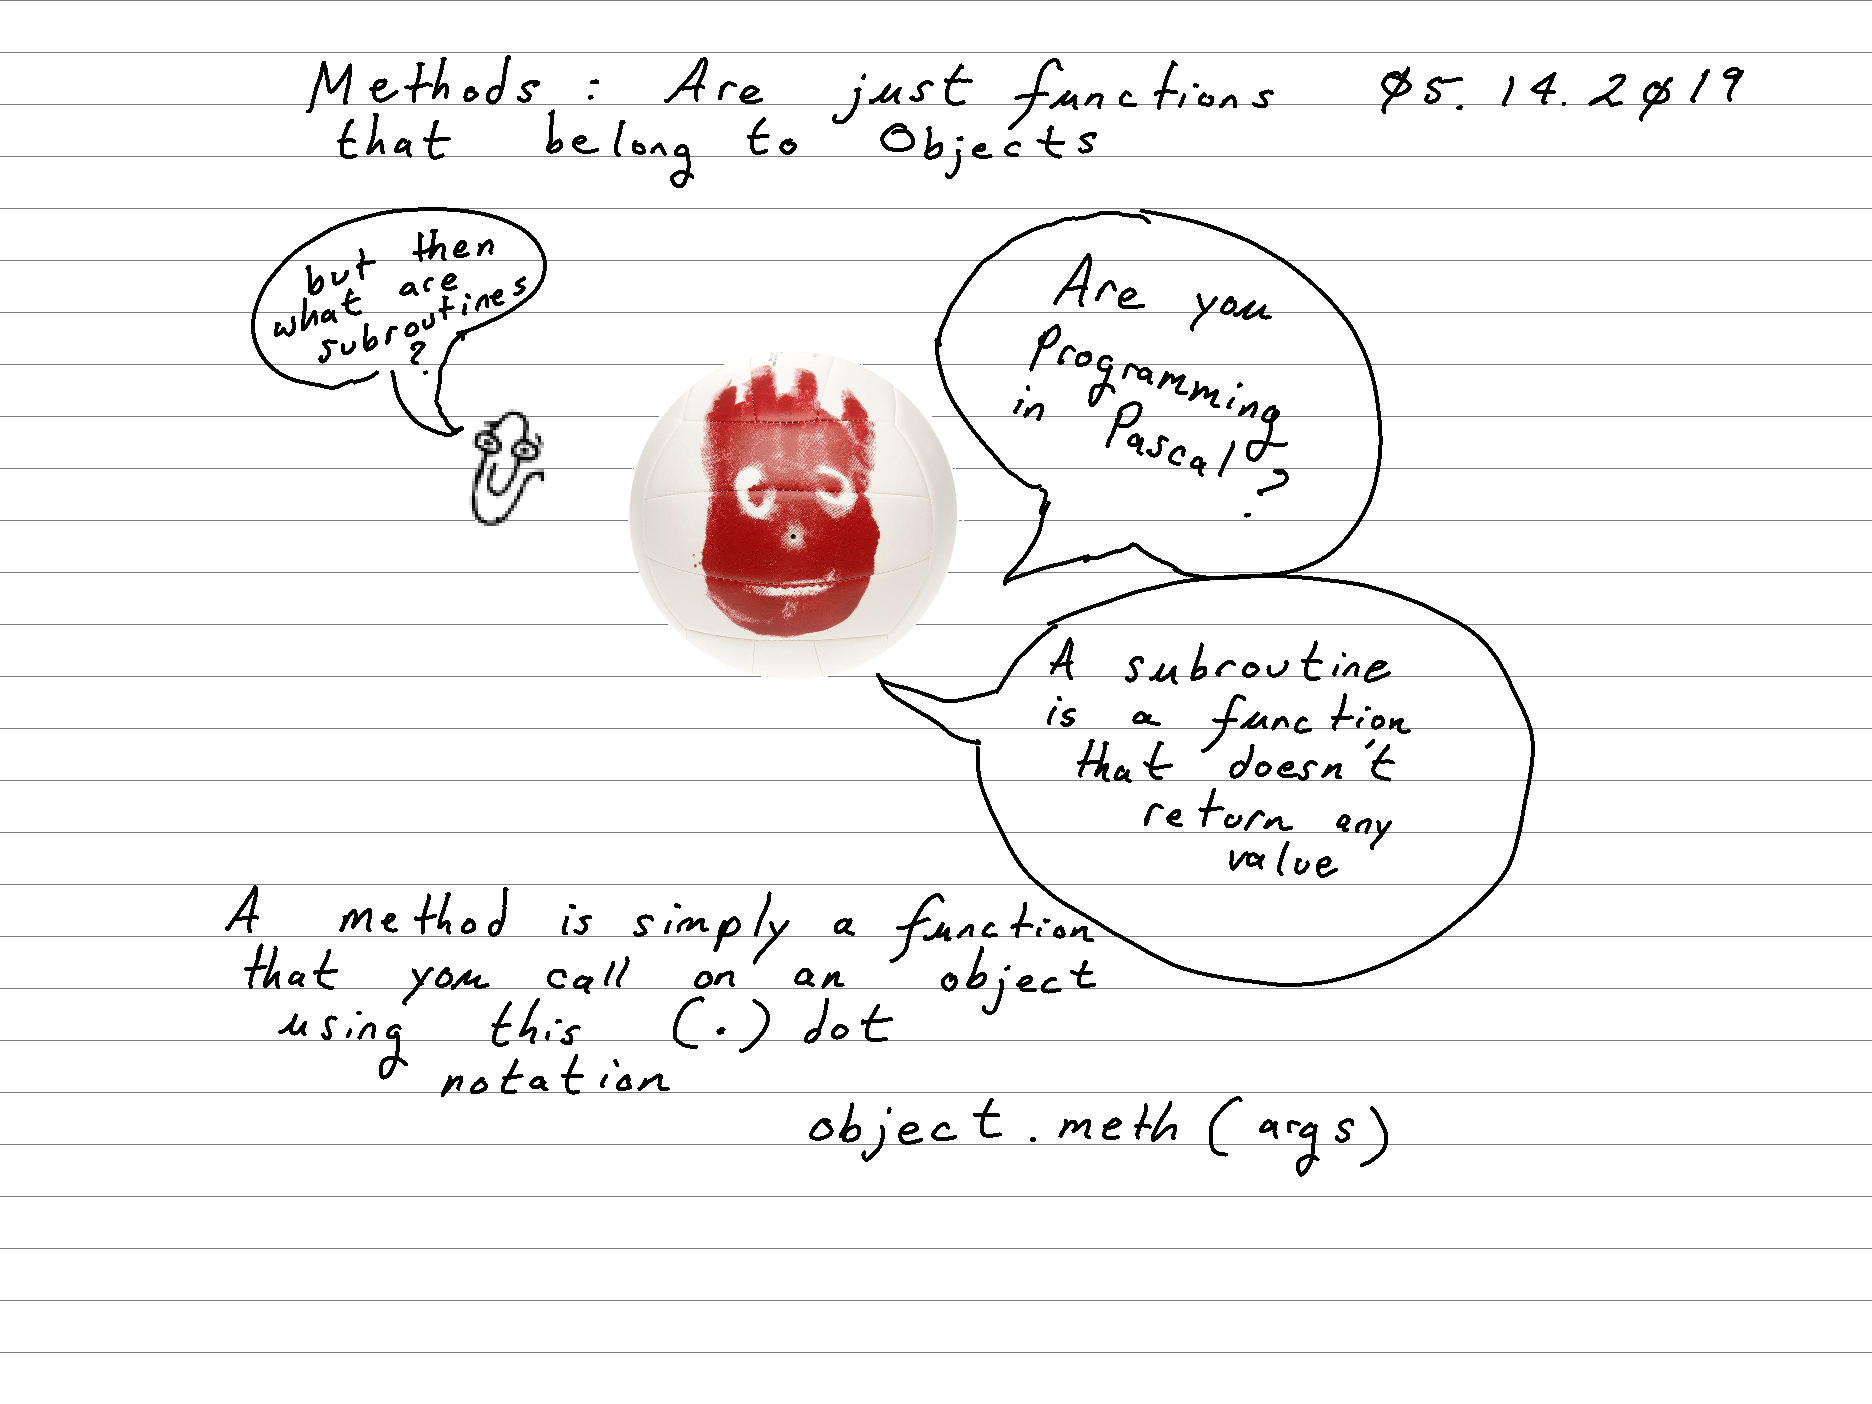 Methods : Are just functions Ø5.14.2Ø19
that belong to Objects
but then
what are
subroutines
?
Are you
Programming
in Pascal
?
A subroutine
is a function
that doesn't
return any
value
A method is simply a function
that you call on an object
using this (.) dot
notation
object.meth(args)